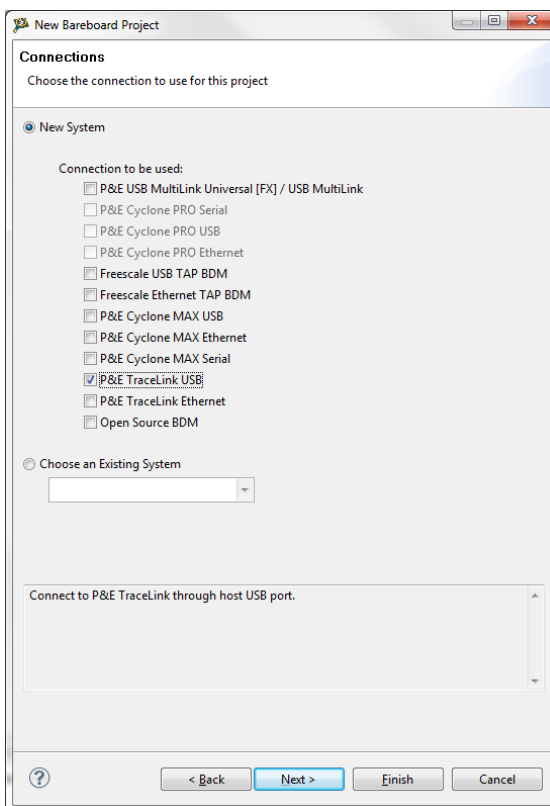 New Bareboard Project
Connections
Choose the connection to use for this project
New System
Connection to be used:
P&E USB MultiLink Universal [FX] / USB MultiLink
P&E Cyclone PRO Serial
P&E Cyclone PRO USB
P&E Cyclone PRO Ethernet
Freescale USB TAP BDM
Freescale Ethernet TAP BDM
P&E Cyclone MAX USB
P&E Cyclone MAX Ethernet
P&E Cyclone MAX Serial
P&E TraceLink USB
P&E TraceLink Ethernet
Open Source BDM
Choose an Existing System
Connect to P&E TraceLink through host USB port.
? < Back Next > Finish Cancel